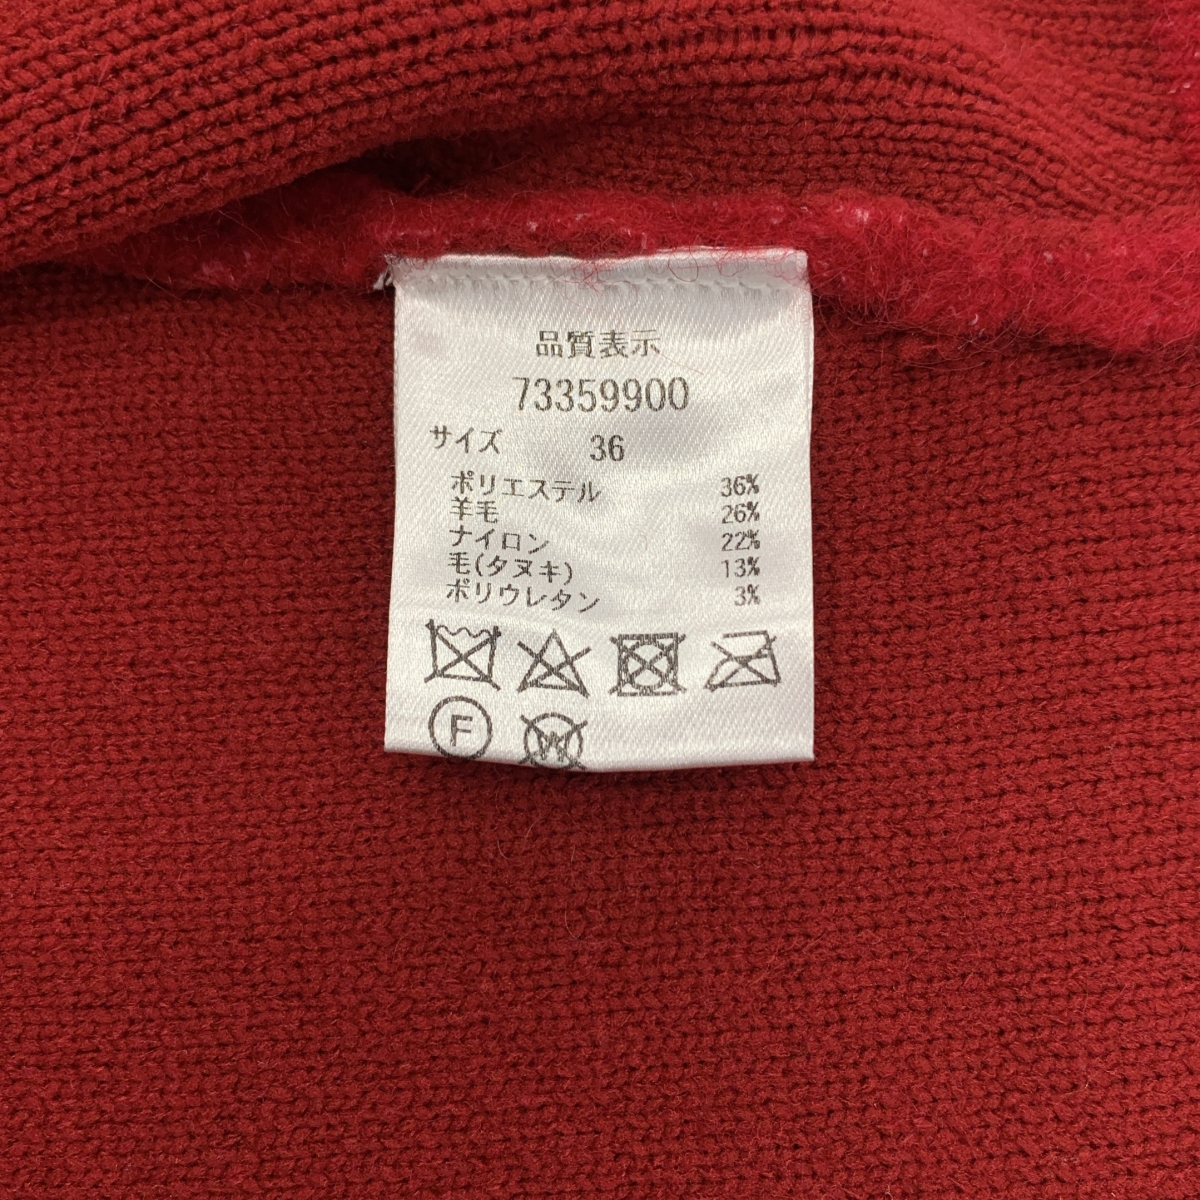 品質表示
73359900
サイズ 36
ポリエステル 36%
羊毛 26%
ナイロン 22%
毛(タヌキ) 13%
ポリウレタン 3%
F W